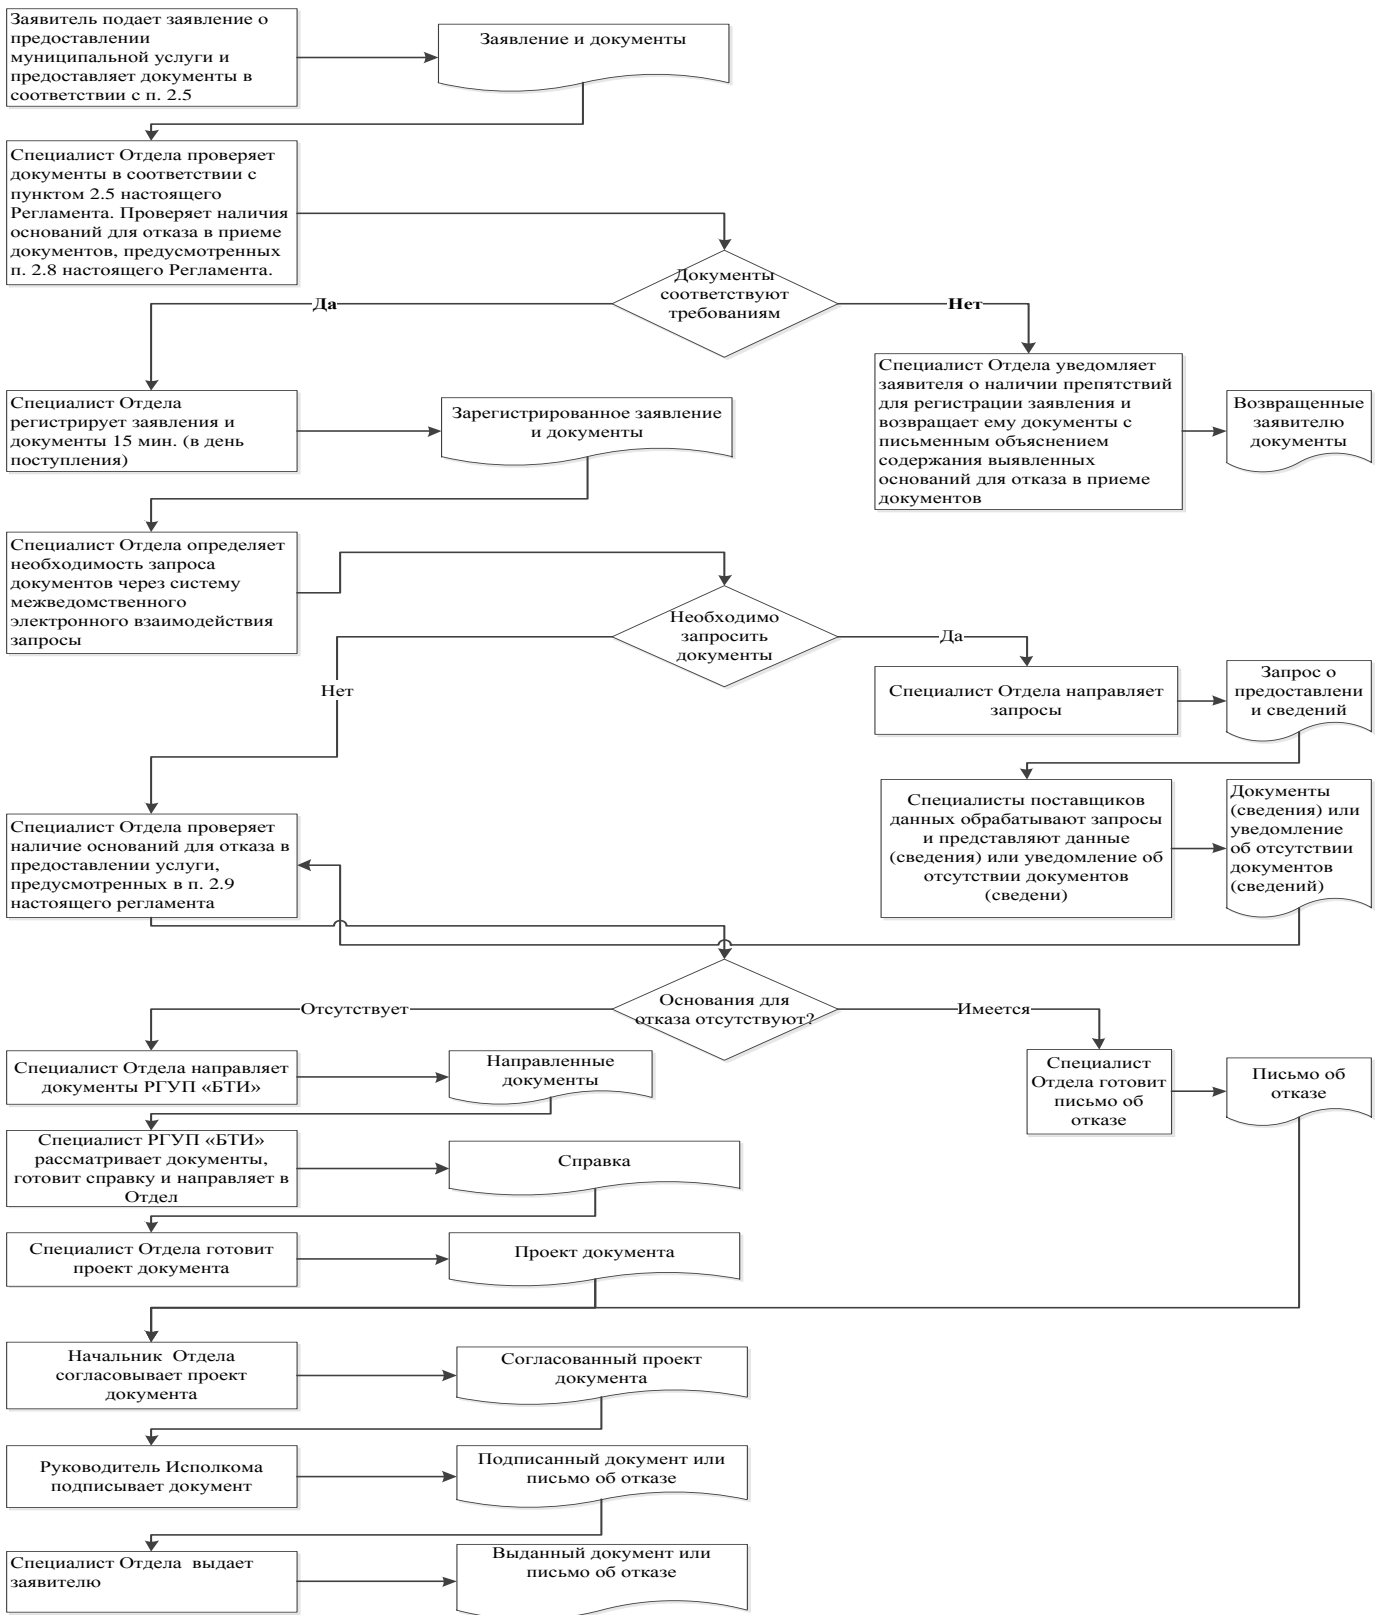 Заявитель подает заявление о
предоставлении
муниципальной услуги и
предоставляет документы в
соответствии с п. 2.5
Заявление и документы
Специалист Отдела проверяет
документы в соответствии с
пунктом 2.5 настоящего
Регламента. Проверяет наличия
оснований для отказа в приеме
документов, предусмотренных
п. 2.8 настоящего Регламента.
Документы
соответствуют
требованиям
Да
Нет
Специалист Отдела уведомляет
заявителя о наличии препятствий
для регистрации заявления и
возвращает ему документы с
письменным объяснением
содержания выявленных
оснований для отказа в приеме
документов
Возвращенные
заявителю
документы
Специалист Отдела
регистрирует заявления и
документы 15 мин. (в день
поступления)
Зарегистрированное заявление
и документы
Специалист Отдела определяет
необходимость запроса
документов через систему
межведомственного
электронного взаимодействия
запросы
Необходимо
запросить
документы
Да
Нет
Специалист Отдела направляет
запросы
Запрос о
предоставлени
и сведений
Специалисты поставщиков
данных обрабатывают запросы
и представляют данные
(сведения) или уведомление об
отсутствии документов
(сведени)
Документы
(сведения) или
уведомление
об отсутствии
документов
(сведений)
Специалист Отдела проверяет
наличие оснований для отказа в
предоставлении услуги,
предусмотренных в п. 2.9
настоящего регламента
Основания для
отказа отсутствуют?
Отсутствует
Имеется
Специалист Отдела направляет
документы РГУП «БТИ»
Направленные
документы
Специалист
Отдела готовит
письмо об
отказе
Письмо об
отказе
Специалист РГУП «БТИ»
рассматривает документы,
готовит справку и направляет в
Отдел
Справка
Специалист Отдела готовит
проект документа
Проект документа
Начальник Отдела
согласовывает проект
документа
Согласованный проект
документа
Руководитель Исполкома
подписывает документ
Подписанный документ или
письмо об отказе
Специалист Отдела выдает
заявителю
Выданный документ или
письмо об отказе